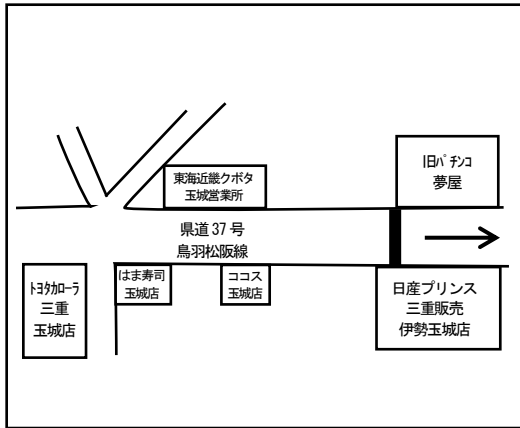 旧パチンコ
夢屋
東海近畿クボタ
玉城営業所
県道 37 号
鳥羽松阪線
トヨタカローラ
三重
玉城店
はま寿司
玉城店
ココス
玉城店
日産プリンス
三重販売
伊勢玉城店